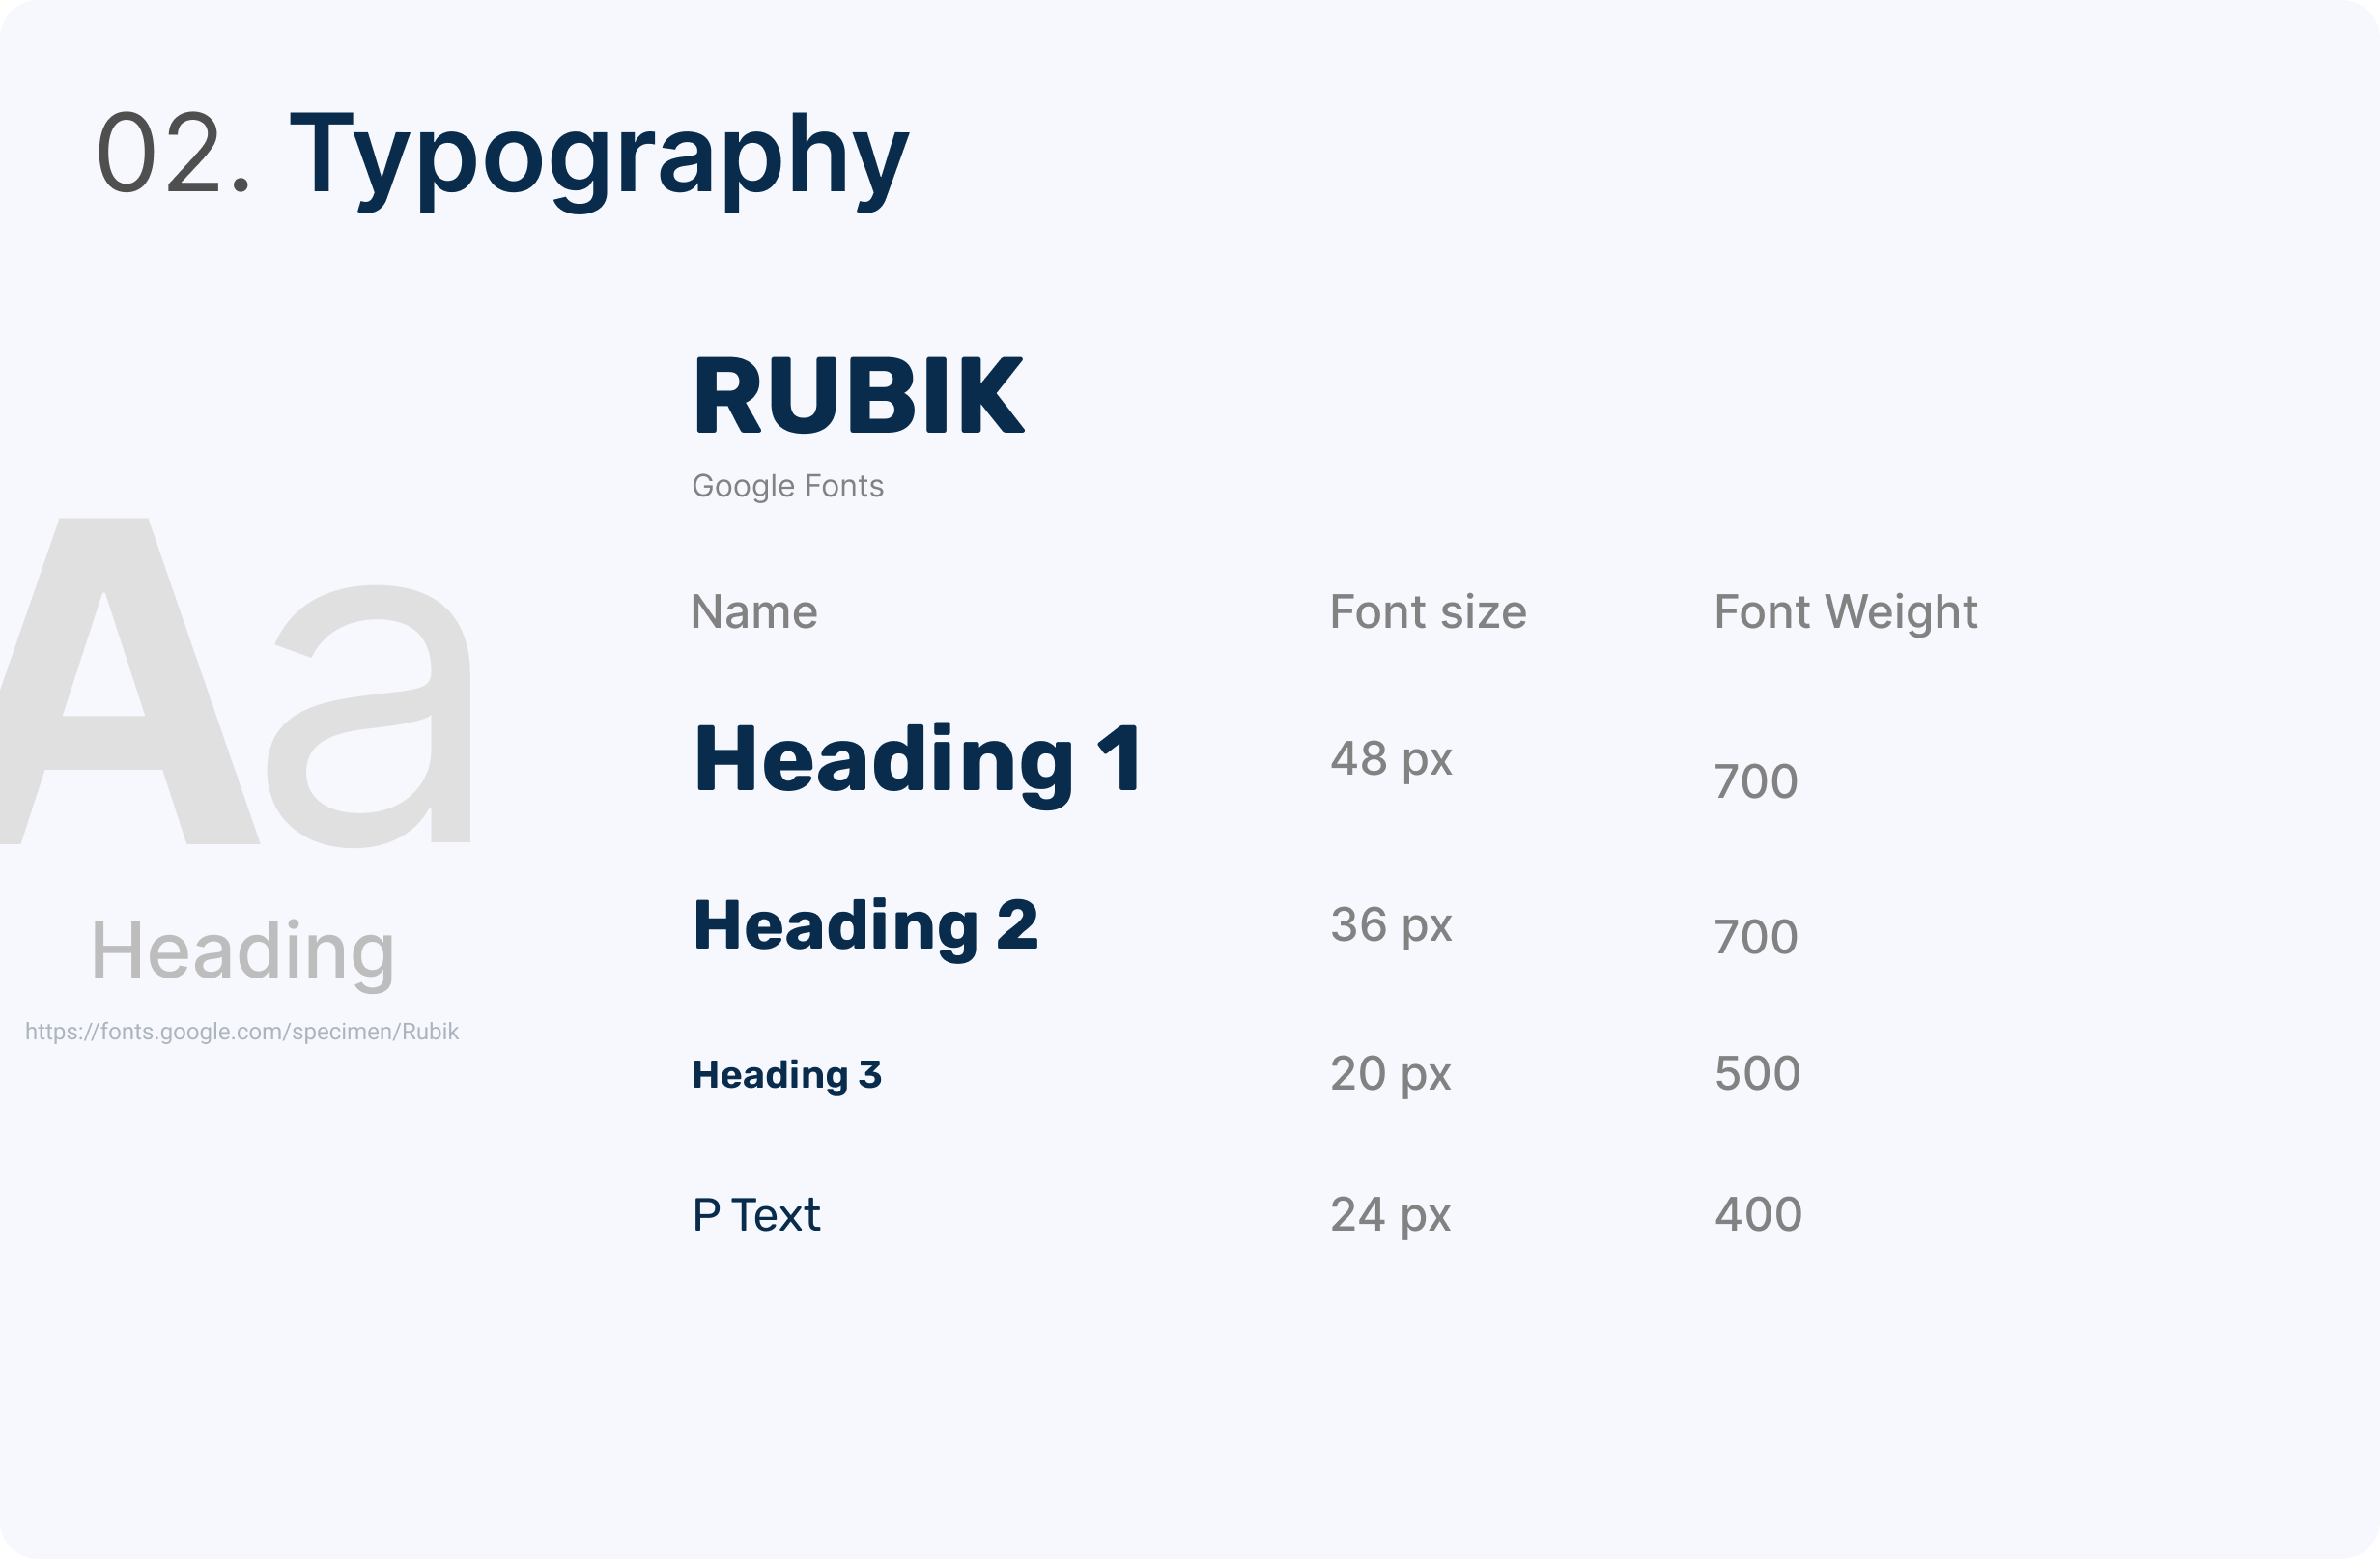 02. Typography
RUBIK
Google Fonts
Aa
Heading
https://fonts.google.com/specimen/Rubik
Name Font size Font Weight
Heading 1 48 px 700
Heading 2 36 px 700
Heading 3 20 px 500
P Text 24 px 400